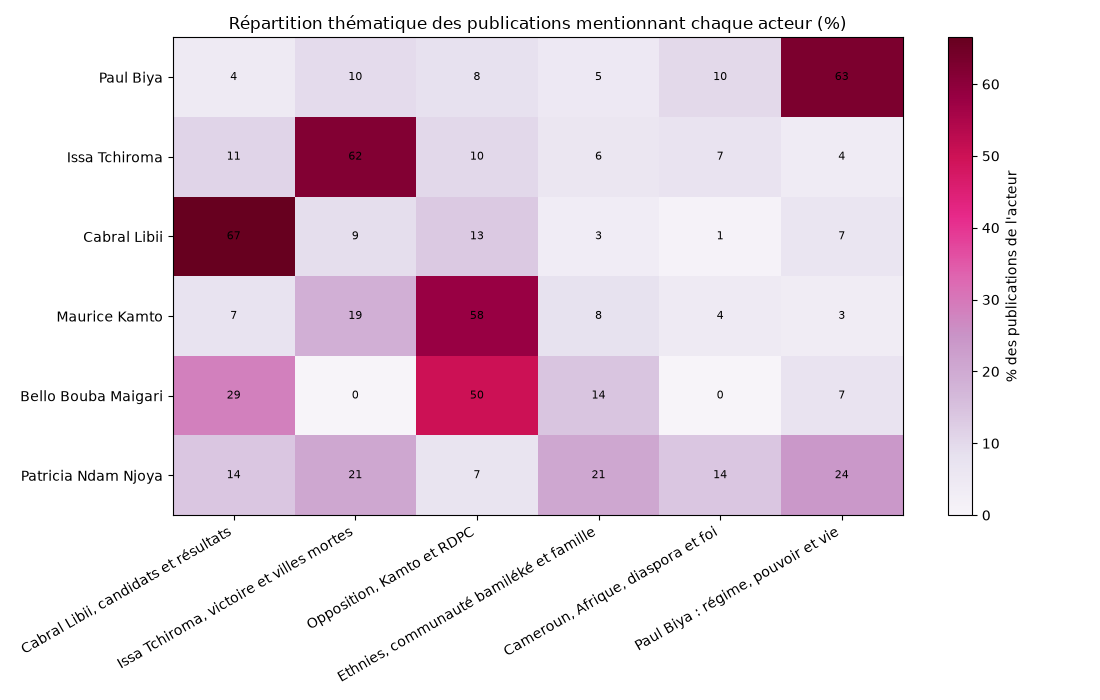 Répartition thématique des publications mentionnant chaque acteur (%)
Paul Biya 4 10 8 5 10 63
Issa Tchiroma 11 62 10 6 7 4
Cabral Libii 67 9 13 3 1 7
Maurice Kamto 7 19 58 8 4 3
Bello Bouba Maigari 29 0 50 14 0 7
Patricia Ndam Njoya 14 21 7 21 14 24
Cabral Libii, candidats et résultats
Issa Tchiroma, victoire et villes mortes
Opposition, Kamto et RDPC
Ethnies, communauté bamiléké et famille
Cameroun, Afrique, diaspora et foi
Paul Biya : régime, pouvoir et vie
60
50
40
30
20
10
0
% des publications de l'acteur